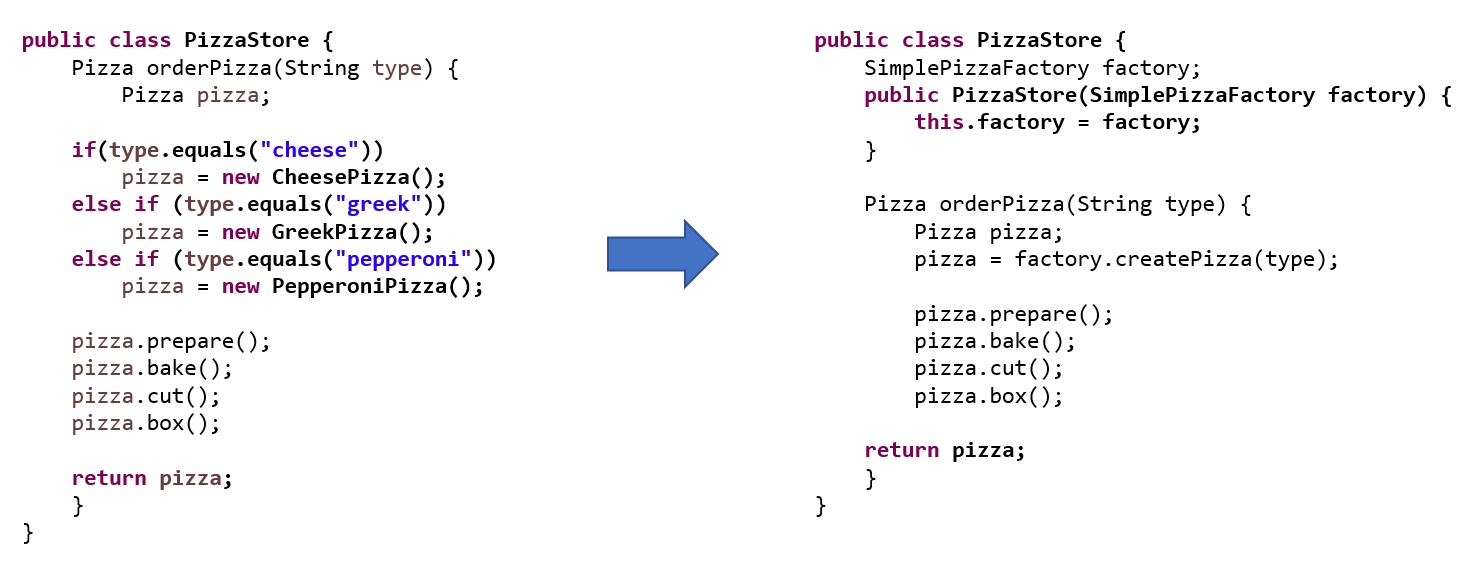 public class PizzaStore {
    Pizza orderPizza(String type) {
        Pizza pizza;

    if(type.equals("cheese"))
        pizza = new CheesePizza();
    else if (type.equals("greek"))
        pizza = new GreekPizza();
    else if (type.equals("pepperoni"))
        pizza = new PepperoniPizza();

    pizza.prepare();
    pizza.bake();
    pizza.cut();
    pizza.box();

    return pizza;
    }
}

public class PizzaStore {
    SimplePizzaFactory factory;
    public PizzaStore(SimplePizzaFactory factory) {
        this.factory = factory;
    }

    Pizza orderPizza(String type) {
        Pizza pizza;
        pizza = factory.createPizza(type);

        pizza.prepare();
        pizza.bake();
        pizza.cut();
        pizza.box();

    return pizza;
    }
}